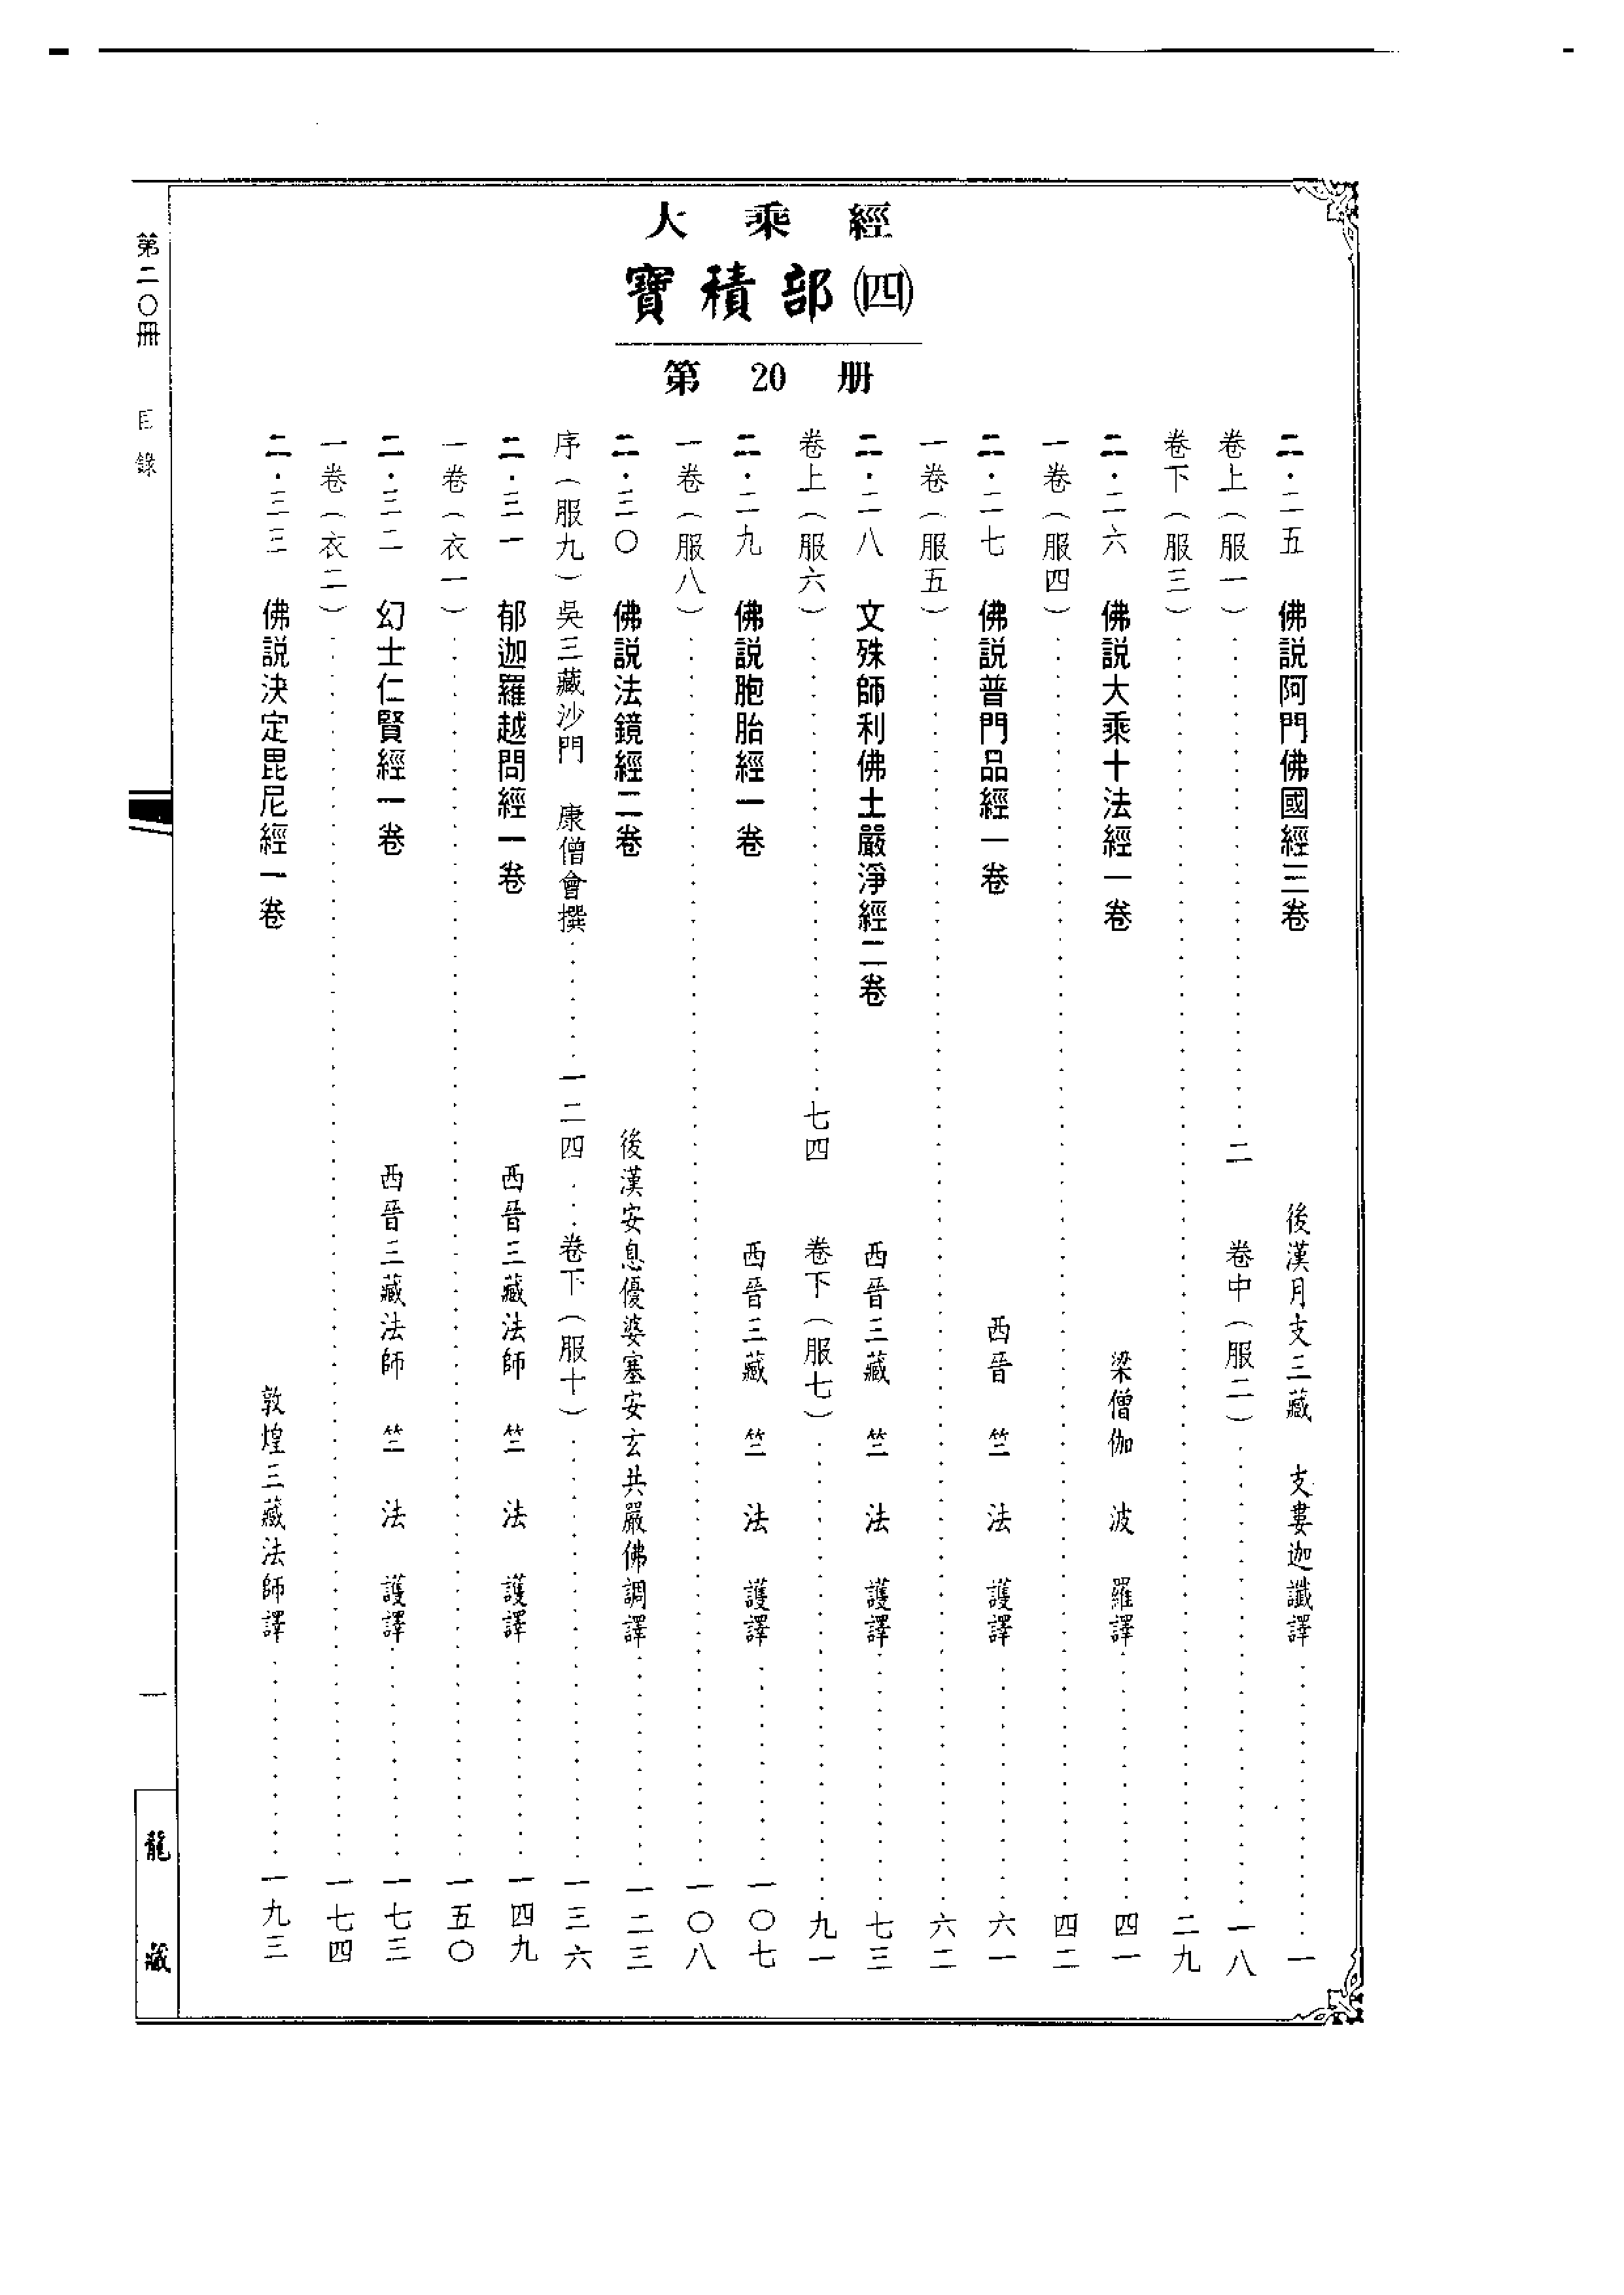 大乘經
寶積部(四)
第20册
二·二五 佛説阿閦佛國經三卷 後漢月支三藏 支婁迦讖譯…………一
卷上(服一)…………二 卷中(服二)…………一八
卷下(服三)…………二九
二·二六 佛説大乘十法經一卷 梁僧伽波羅譯…………四一
一卷(服四)…………四二
二·二七 佛説普門品經一卷 西晉 竺法護譯…………六一
一卷(服五)…………六二
二·二八 文殊師利佛土嚴淨經二卷 西晉三藏 竺法護譯…………七三
卷上(服六)…………七四 卷下(服七)…………九一
二·二九 佛説胞胎經一卷 西晉三藏 竺法護譯…………一〇七
一卷(服八)…………一〇八
二·三〇 佛説法鏡經二卷 後漢安息優婆塞安玄共嚴佛調譯…………一二三
序(服九)吳三藏沙門 康僧會撰…………一二四 …卷下(服十)…………一三六
二·三一 郁迦羅越問經一卷 西晉三藏法師 竺法護譯…………一四九
一卷(衣一)…………一五〇
二·三二 幻士仁賢經一卷 西晉三藏法師 竺法護譯…………一七三
一卷(衣二)…………一七四
二·三三 佛説決定毘尼經一卷 敦煌三藏法師譯…………一九三
第二〇冊 目錄
一
龍藏